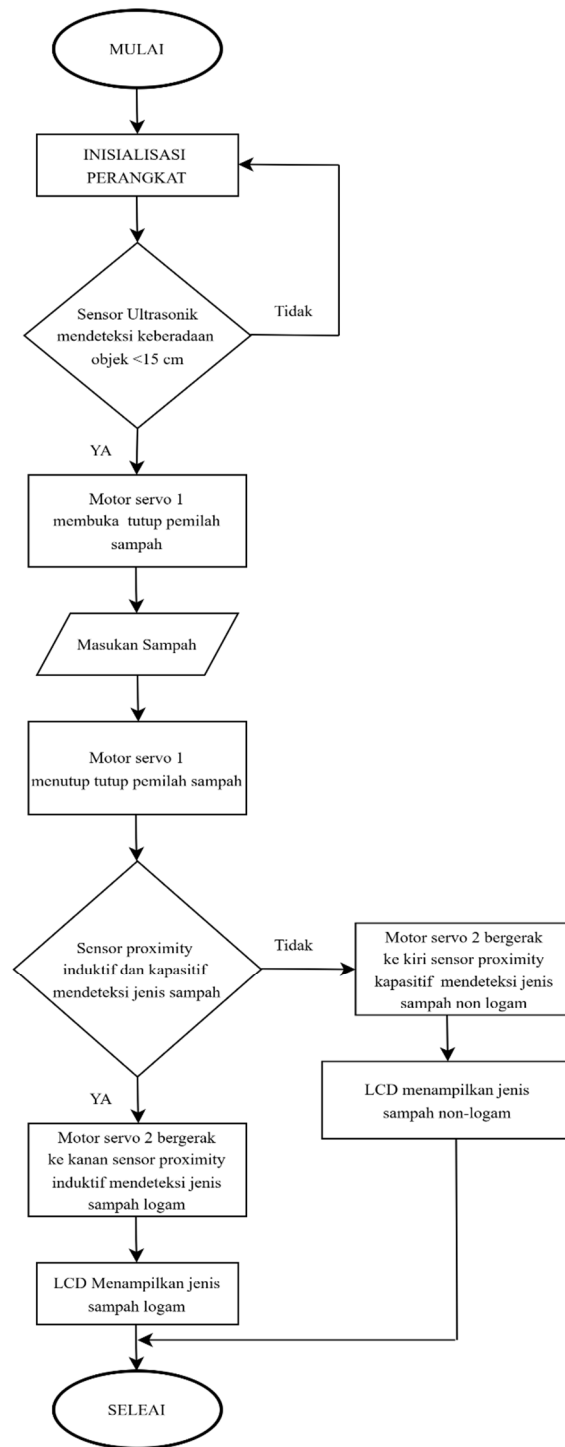 MULAI
INISIALISASI
PERANGKAT
Sensor Ultrasonik
mendeteksi keberadaan
objek <15 cm
Tidak
YA
Motor servo 1
membuka tutup pemilah
sampah
Masukan Sampah
Motor servo 1
menutup tutup pemilah sampah
Sensor proximity
induktif dan kapasitif
mendeteksi jenis sampah
Tidak
Motor servo 2 bergerak
ke kiri sensor proximity
kapasitif mendeteksi jenis
sampah non logam
LCD menampilkan jenis
sampah non-logam
YA
Motor servo 2 bergerak
ke kanan sensor proximity
induktif mendeteksi jenis
sampah logam
LCD Menampilkan jenis
sampah logam
SELEAI